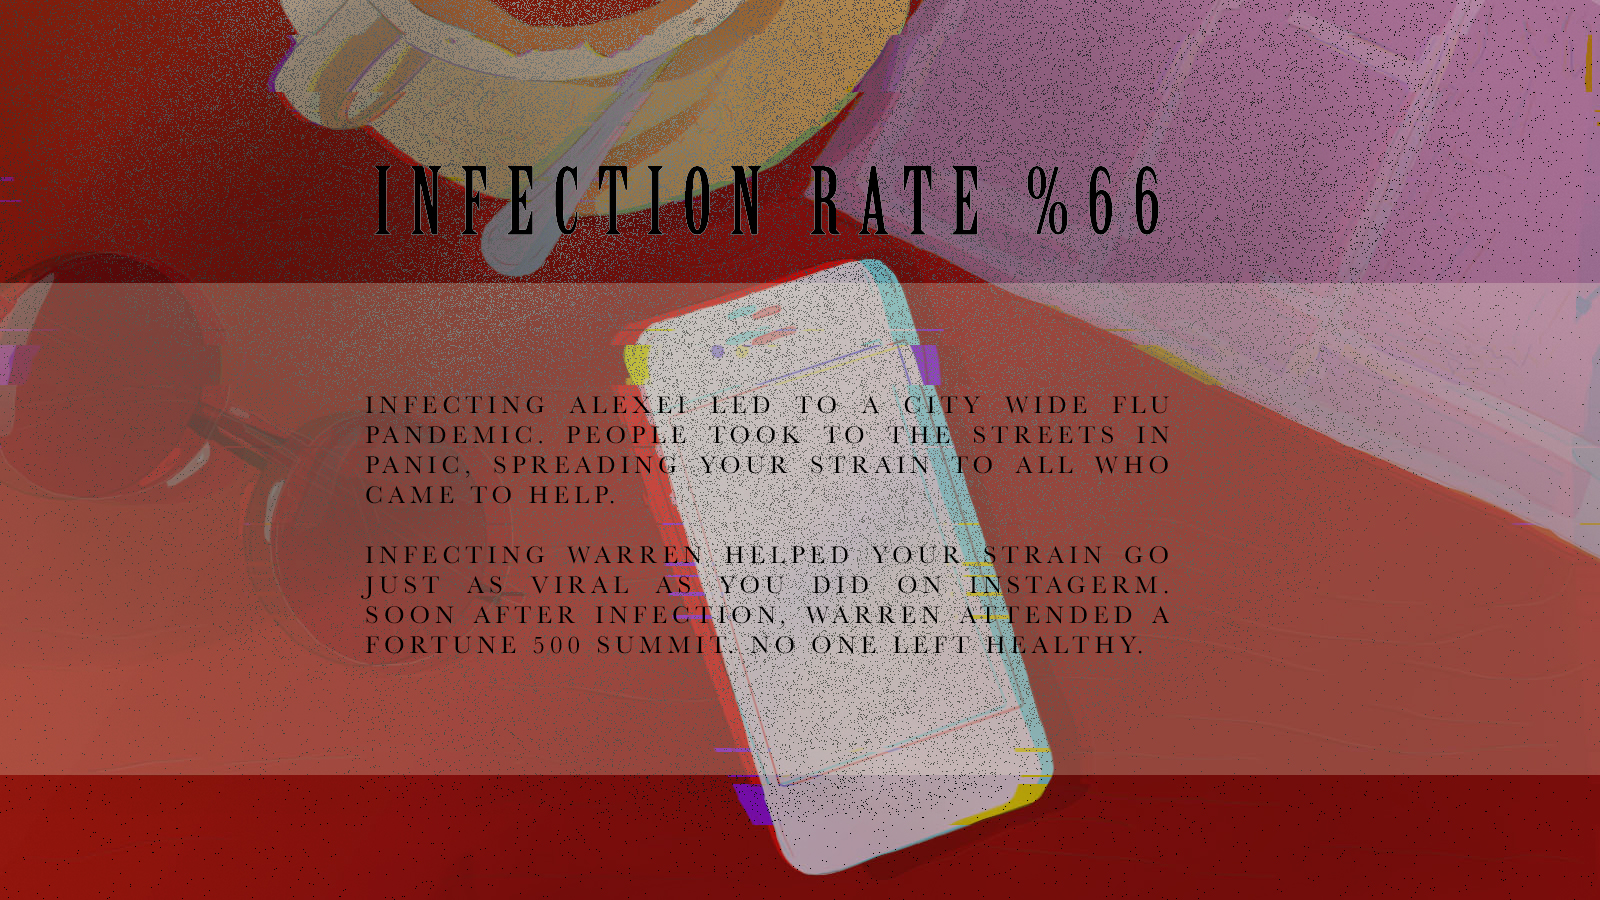 INFECTION RATE %66
INFECTING ALEXEI LED TO A CITY WIDE FLU
PANDEMIC. PEOPLE TOOK TO THE STREETS IN
PANIC, SPREADING YOUR STRAIN TO ALL WHO
CAME TO HELP.
INFECTING WARREN HELPED YOUR STRAIN GO
JUST AS VIRAL AS YOU DID ON INSTAGERM.
SOON AFTER INFECTION, WARREN ATTENDED A
FORTUNE 500 SUMMIT. NO ONE LEFT HEALTHY.